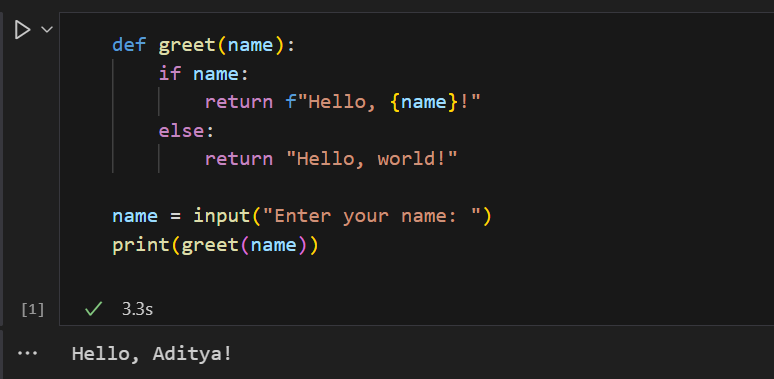 def greet(name):
    if name:
        return f"Hello, {name}!"
    else:
        return "Hello, world!"

name = input("Enter your name: ")
print(greet(name))
[1] 3.3s
... Hello, Aditya!